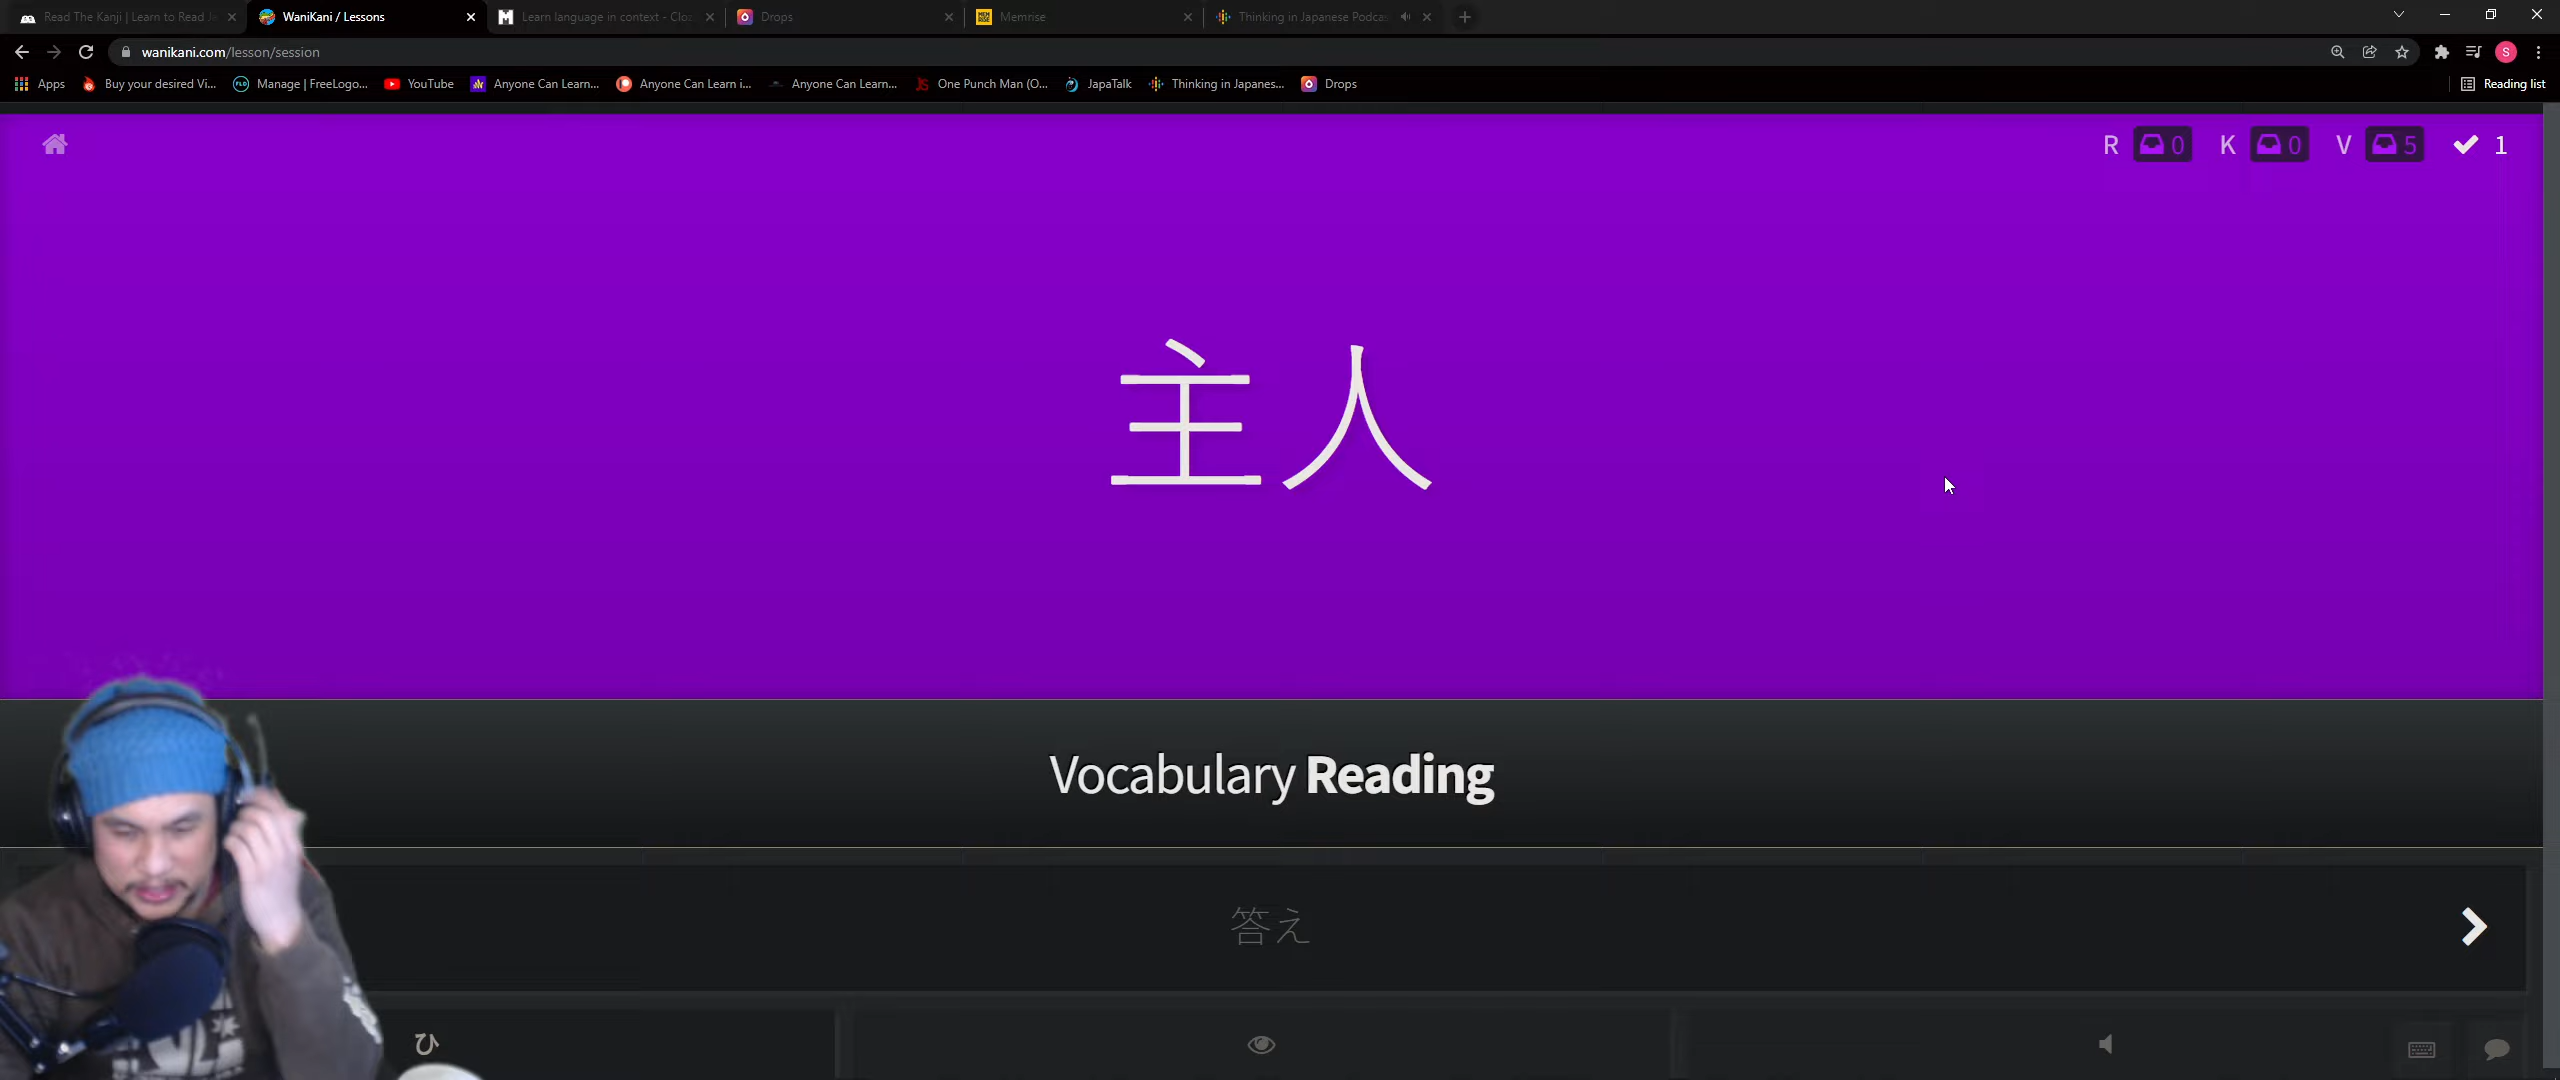 Read The Kanji | Learn to Read Ja
WaniKani / Lessons
Learn language in context - Cloz
Drops
Memrise
Thinking in Japanese Podcas
wanikani.com/lesson/session
S
Apps
Buy your desired Vi...
Manage | FreeLogo...
YouTube
Anyone Can Learn...
Anyone Can Learn i...
Anyone Can Learn...
One Punch Man (O...
JapaTalk
Thinking in Japanes...
Drops
Reading list
R 0 K 0 V 5 1
主人
Vocabulary Reading
答え
ひ